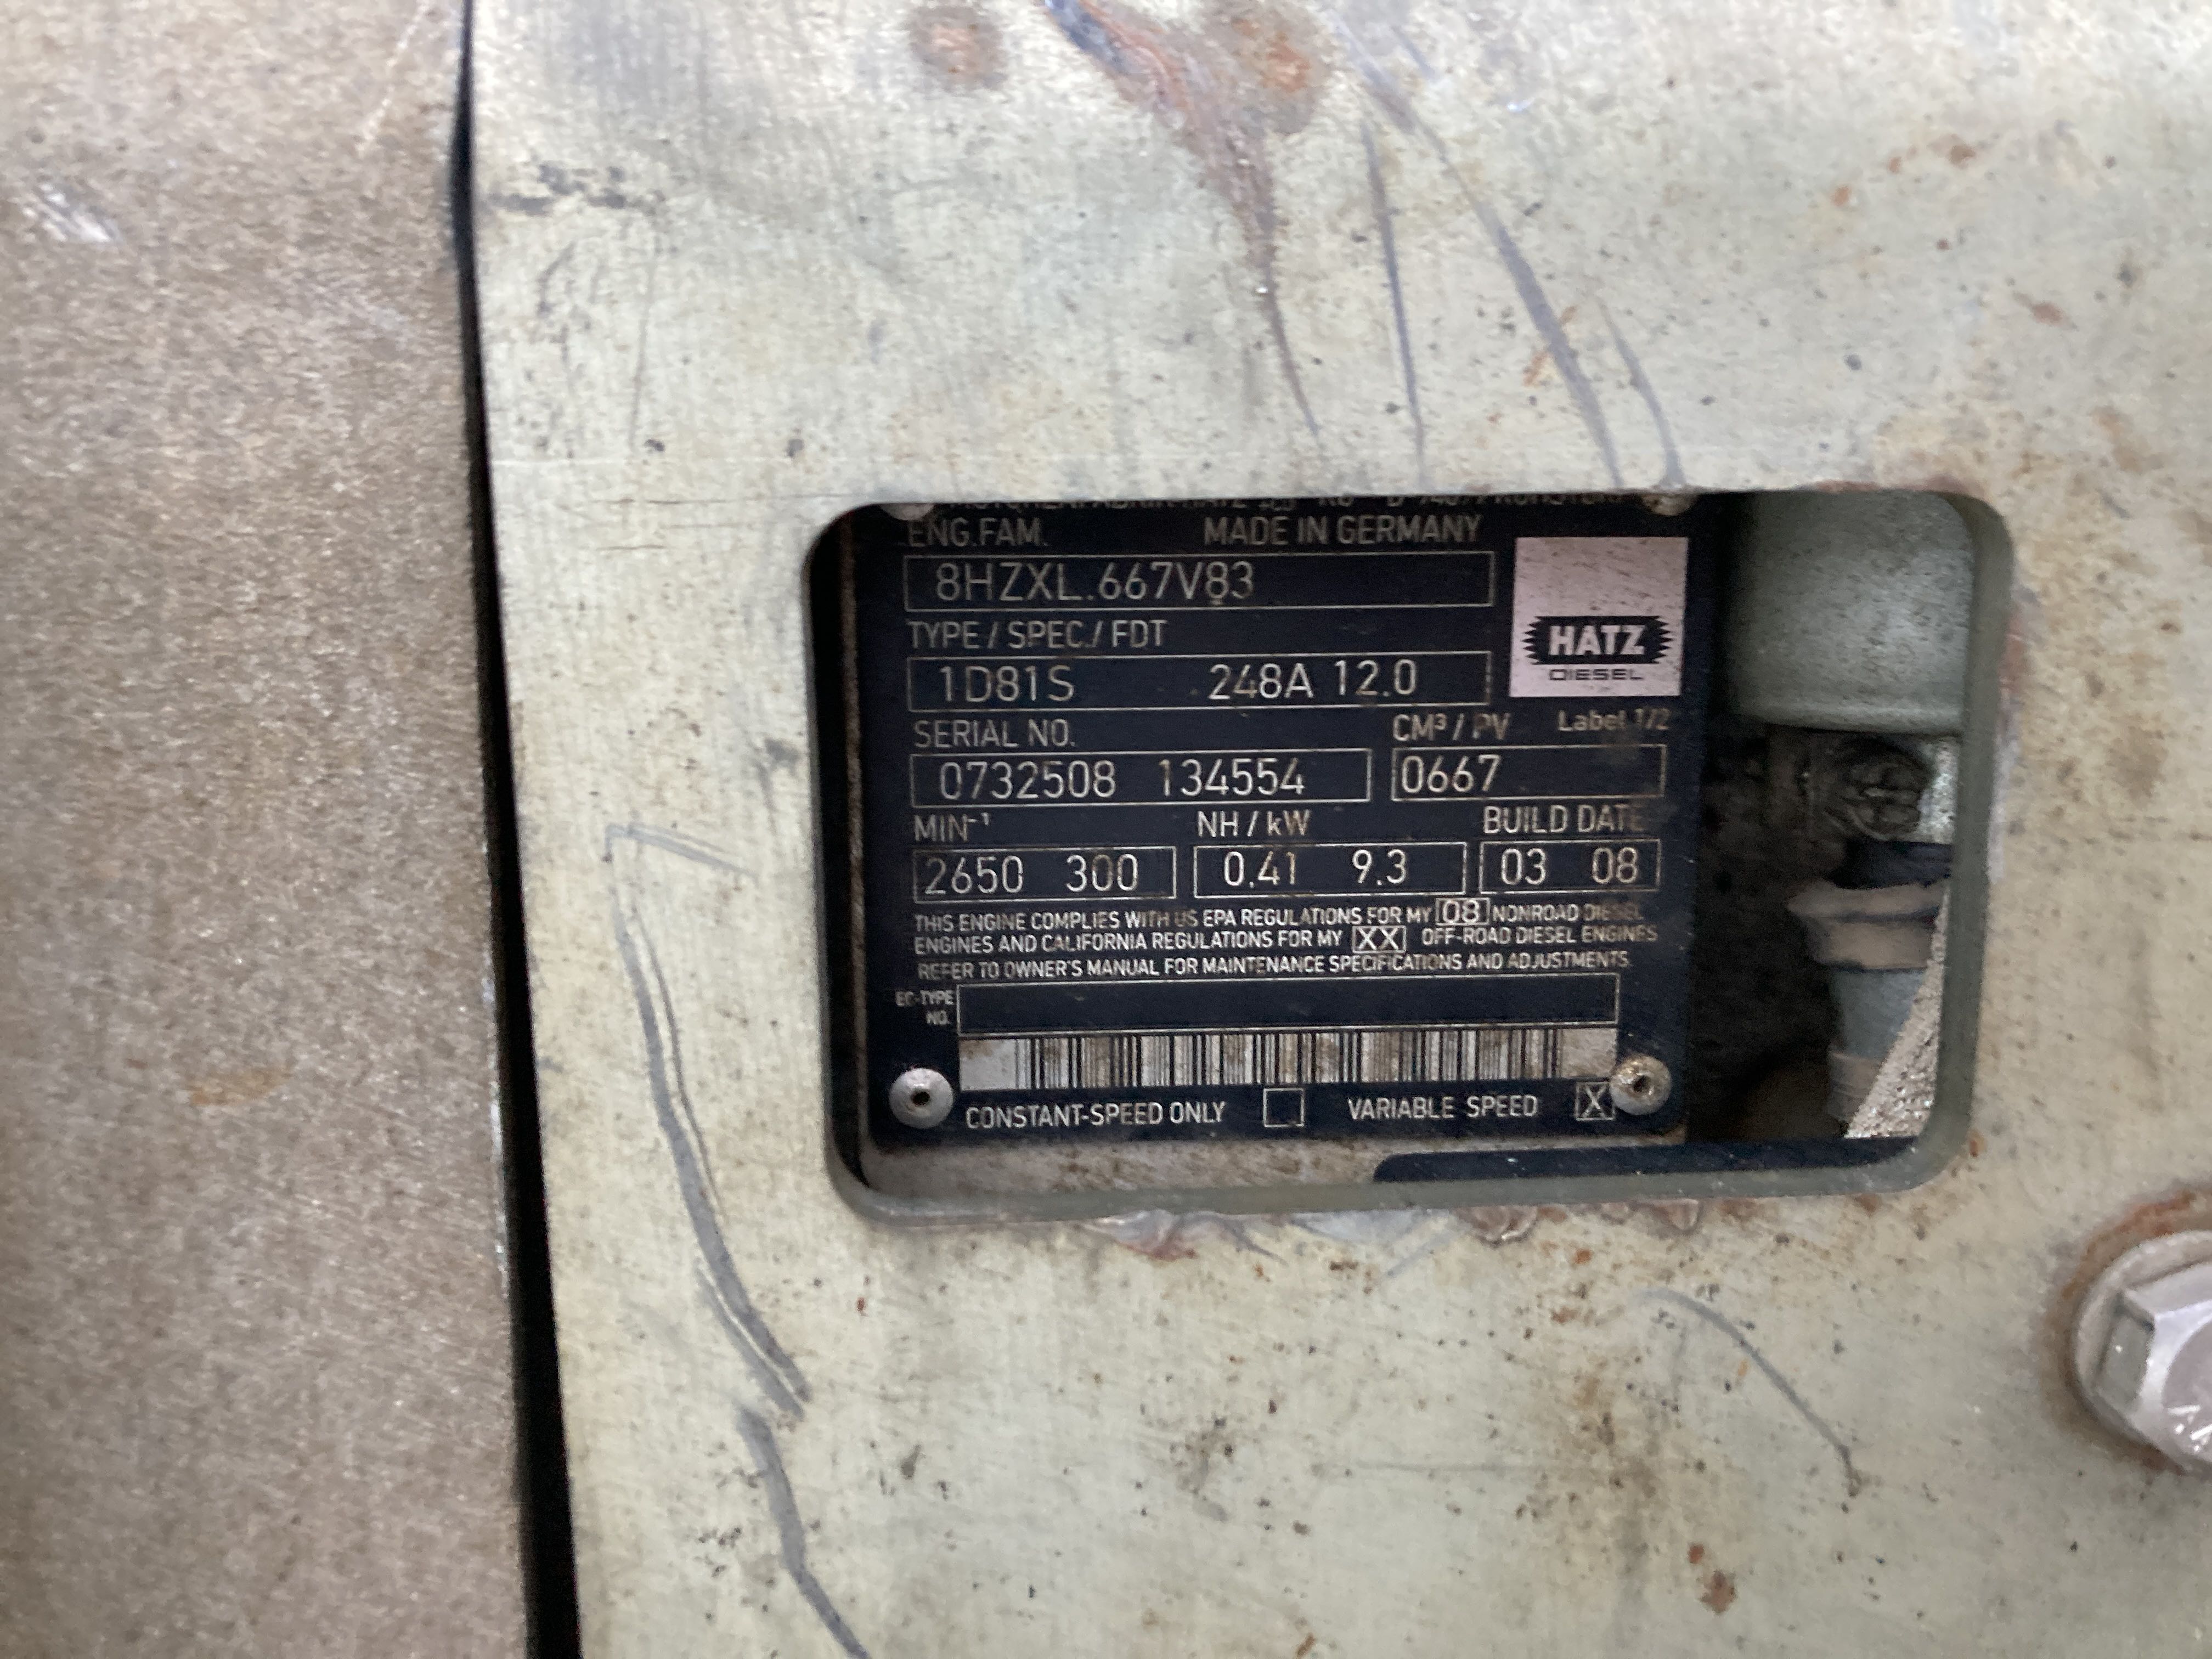 ENG.FAM. MADE IN GERMANY
8HZXL.667V83
HATZ
DIESEL
TYPE / SPEC./ FDT
1D81S 248A 12.0
SERIAL NO. CM³ / PV Label 1/2
0732508 134554 0667
MIN⁻¹ NH / kW BUILD DATE
2650 300 0.41 9.3 03 08
THIS ENGINE COMPLIES WITH US EPA REGULATIONS FOR MY 08 NONROAD DIESEL
ENGINES AND CALIFORNIA REGULATIONS FOR MY XX OFF-ROAD DIESEL ENGINES
REFER TO OWNER'S MANUAL FOR MAINTENANCE SPECIFICATIONS AND ADJUSTMENTS.
EC-TYPE
NO.
CONSTANT-SPEED ONLY VARIABLE SPEED X